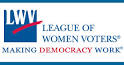 LWV®
LEAGUE OF
WOMEN VOTERS®
MAKING DEMOCRACY WORK®